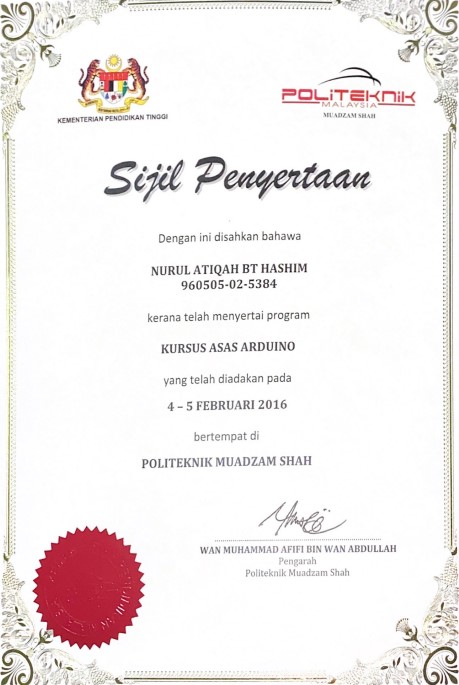 KEMENTERIAN PENDIDIKAN TINGGI
POLITEKNIK
MALAYSIA
MUADZAM SHAH
Sijil Penyertaan
Dengan ini disahkan bahawa
NURUL ATIQAH BT HASHIM
960505-02-5384
kerana telah menyertai program
KURSUS ASAS ARDUINO
yang telah diadakan pada
4 – 5 FEBRUARI 2016
bertempat di
POLITEKNIK MUADZAM SHAH
WAN MUHAMMAD AFIFI BIN WAN ABDULLAH
Pengarah
Politeknik Muadzam Shah